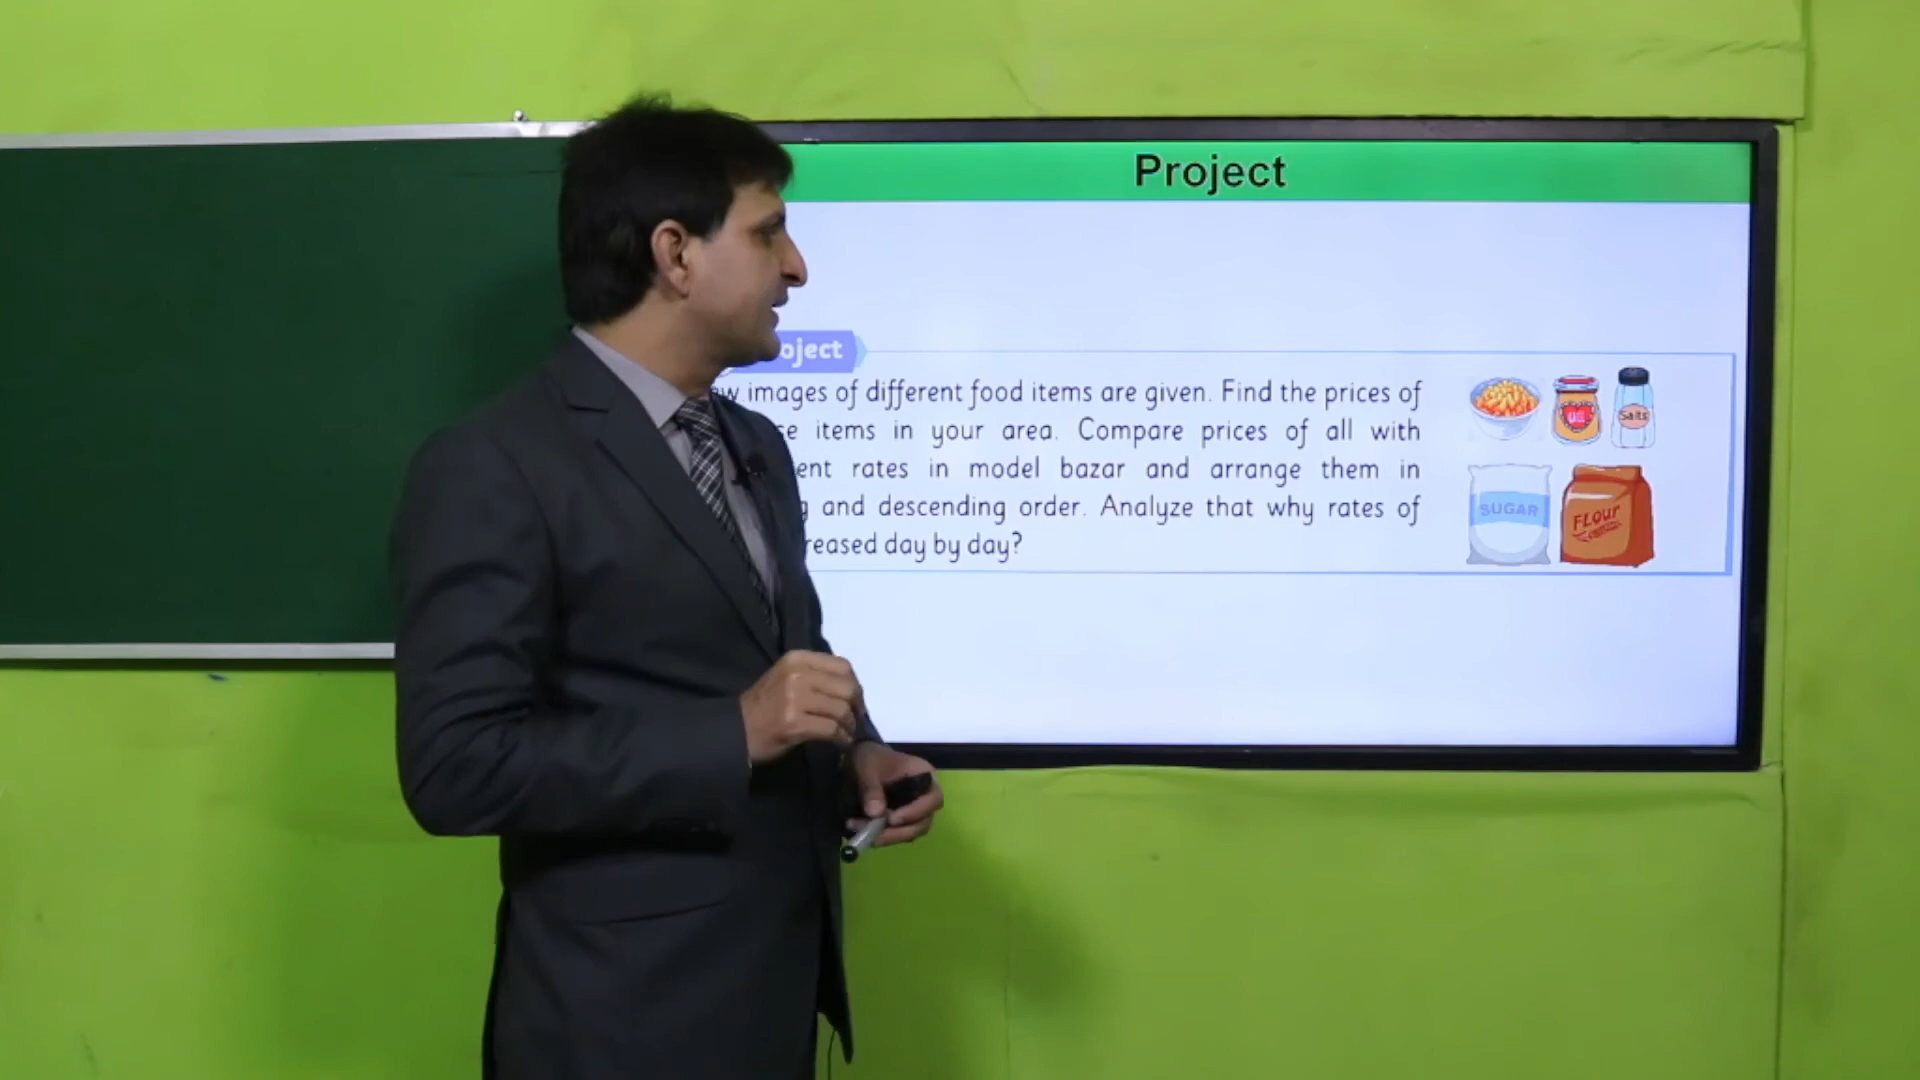 Project
oject
w images of different food items are given. Find the prices of
se items in your area. Compare prices of all with
ent rates in model bazar and arrange them in
g and descending order. Analyze that why rates of
reased day by day?
Salts
SUGAR
FLOUR